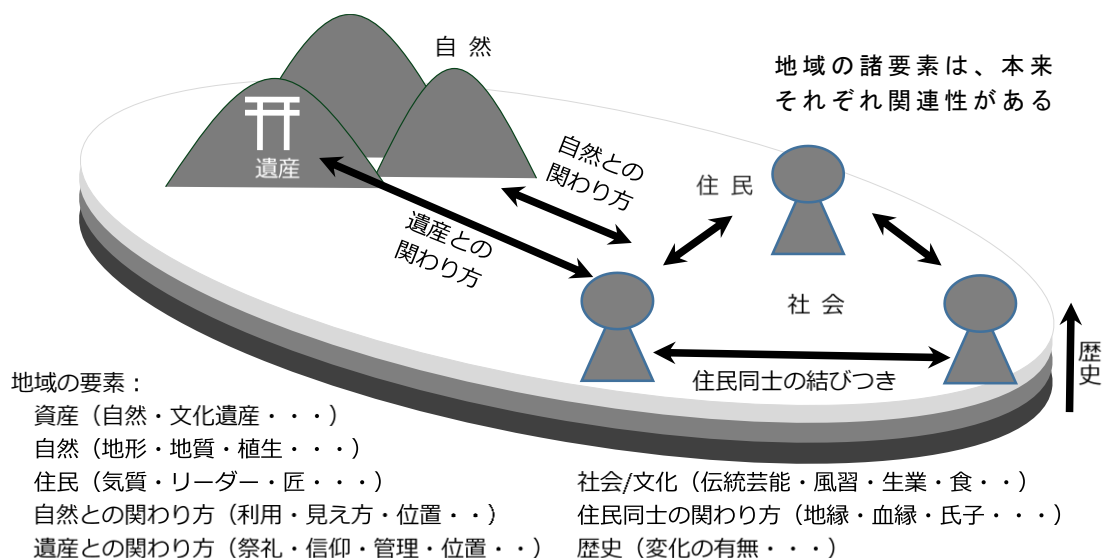 自然
地域の諸要素は、本来
それぞれ関連性がある
遺産
自然との
関わり方
住民
遺産との
関わり方
社会
歴史
住民同士の結びつき
地域の要素：
資産（自然・文化遺産・・・）
自然（地形・地質・植生・・・）
住民（気質・リーダー・匠・・・）
自然との関わり方（利用・見え方・位置・・）
遺産との関わり方（祭礼・信仰・管理・位置・・）
社会/文化（伝統芸能・風習・生業・食・・）
住民同士の関わり方（地縁・血縁・氏子・・・）
歴史（変化の有無・・・）